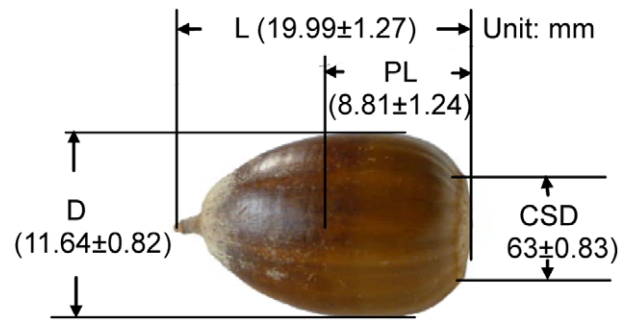 L (19.99±1.27) Unit: mm
PL
(8.81±1.24)
D
(11.64±0.82)
CSD
63±0.83)